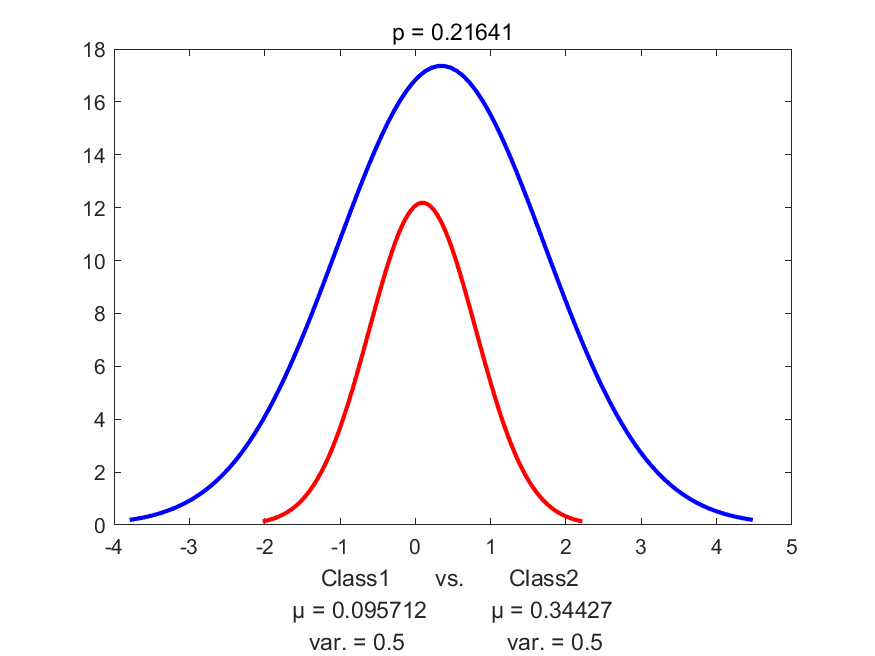 p = 0.21641
18
16
14
12
10
8
6
4
2
0
-4 -3 -2 -1 0 1 2 3 4 5
Class1 vs. Class2
μ = 0.095712 μ = 0.34427
var. = 0.5 var. = 0.5